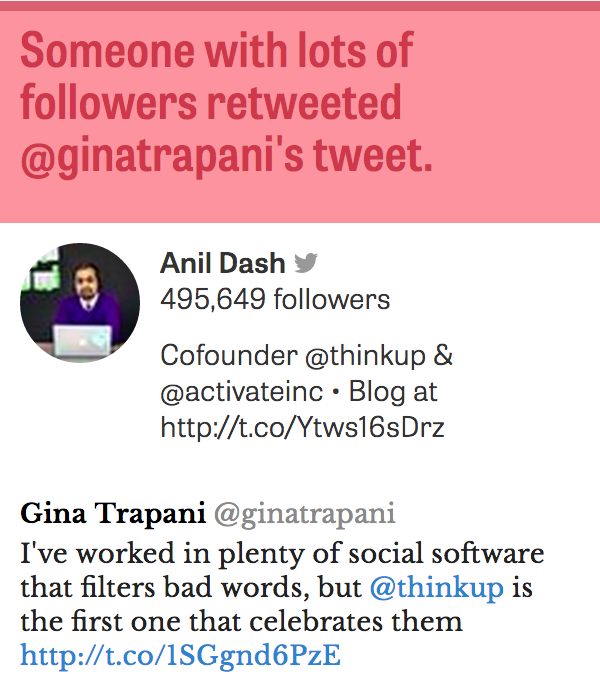 Someone with lots of
followers retweeted
@ginatrapani's tweet.
Anil Dash
495,649 followers
Cofounder @thinkup &
@activateinc • Blog at
http://t.co/Ytws16sDrz
Gina Trapani @ginatrapani
I've worked in plenty of social software
that filters bad words, but @thinkup is
the first one that celebrates them
http://t.co/1SGgnd6PzE